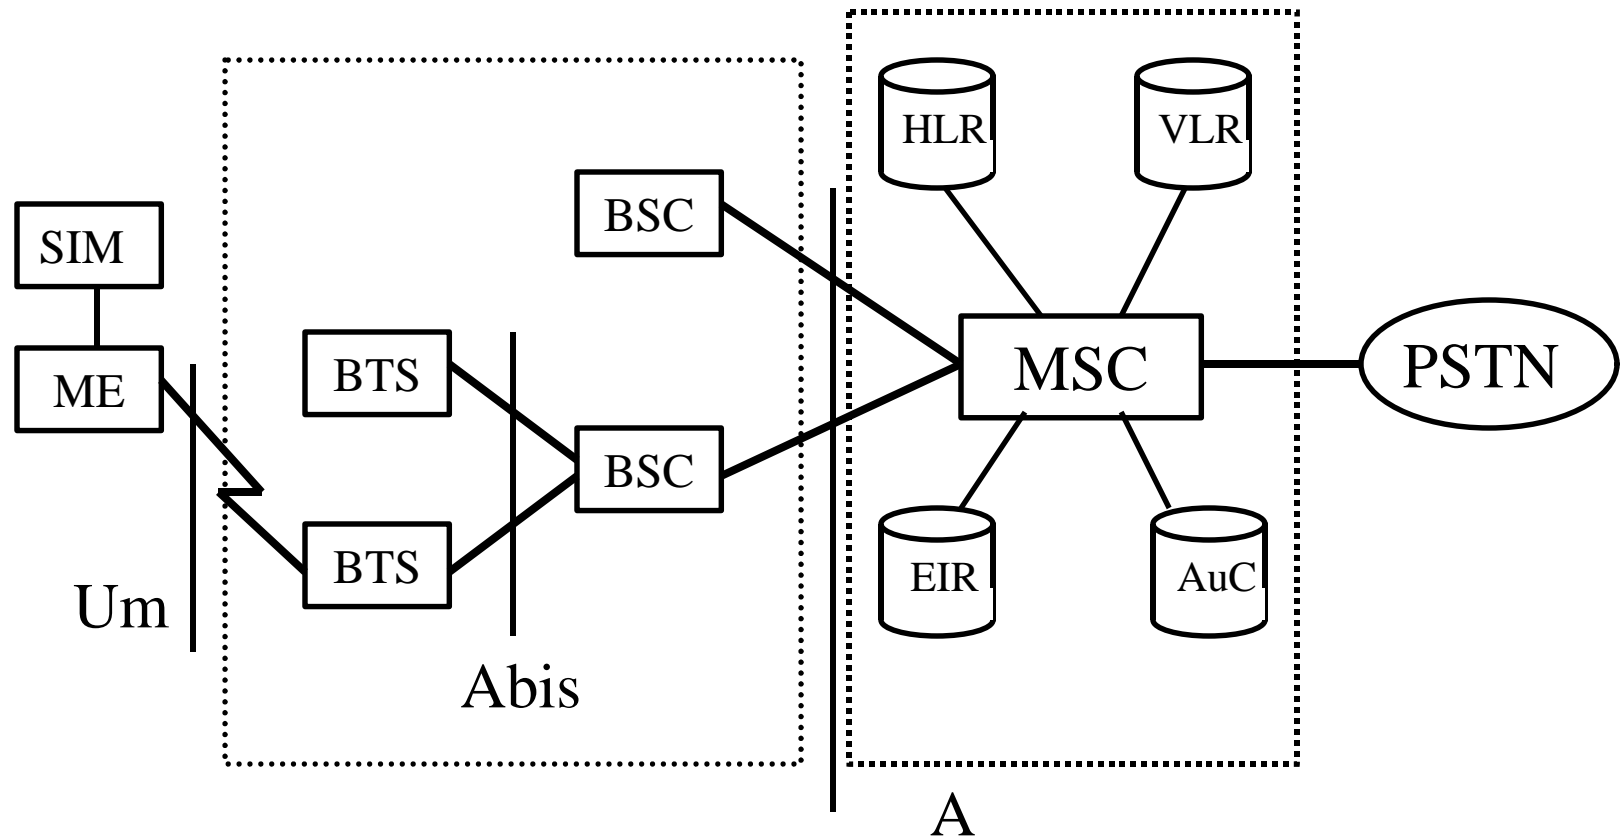 HLR
VLR
BSC
SIM
BTS
MSC
PSTN
ME
BSC
BTS
EIR
AuC
Um
Abis
A